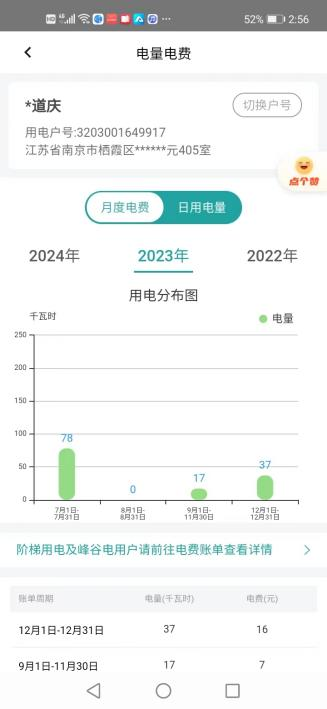 HD 4G 52% 2:56
电量电费
*道庆
切换户号
用电户号:3203001649917
江苏省南京市栖霞区******元405室
点个赞
月度电费 日用电量
2024年 2023年 2022年
用电分布图
千瓦时
电量
250
200
150
100
50
0
78
0
17
37
7月1日-
7月31日
8月1日-
8月31日
9月1日-
11月30日
12月1日-
12月31日
阶梯用电及峰谷电用户请前往电费账单查看详情
账单周期 电量(千瓦时) 电费(元)
12月1日-12月31日 37 16
9月1日-11月30日 17 7